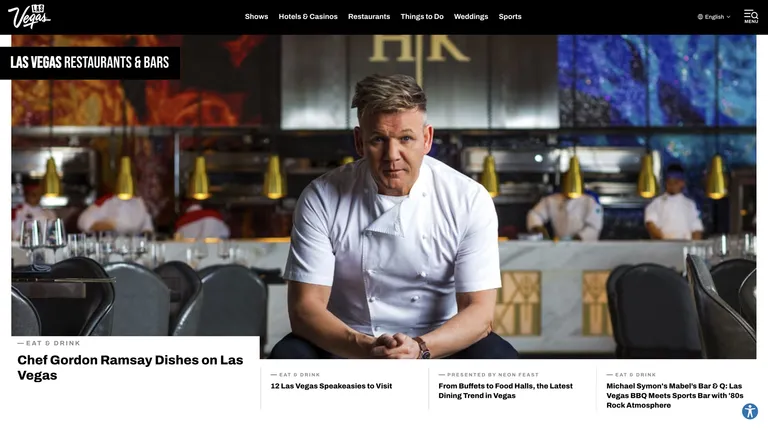 LAS
Vegas
Shows
Hotels & Casinos
Restaurants
Things to Do
Weddings
Sports
English
MENU
LAS VEGAS RESTAURANTS & BARS
HK
— EAT & DRINK
Chef Gordon Ramsay Dishes on Las
Vegas
— EAT & DRINK
12 Las Vegas Speakeasies to Visit
— PRESENTED BY NEON FEAST
From Buffets to Food Halls, the Latest
Dining Trend in Vegas
— EAT & DRINK
Michael Symon's Mabel's Bar & Q: Las
Vegas BBQ Meets Sports Bar with '80s
Rock Atmosphere